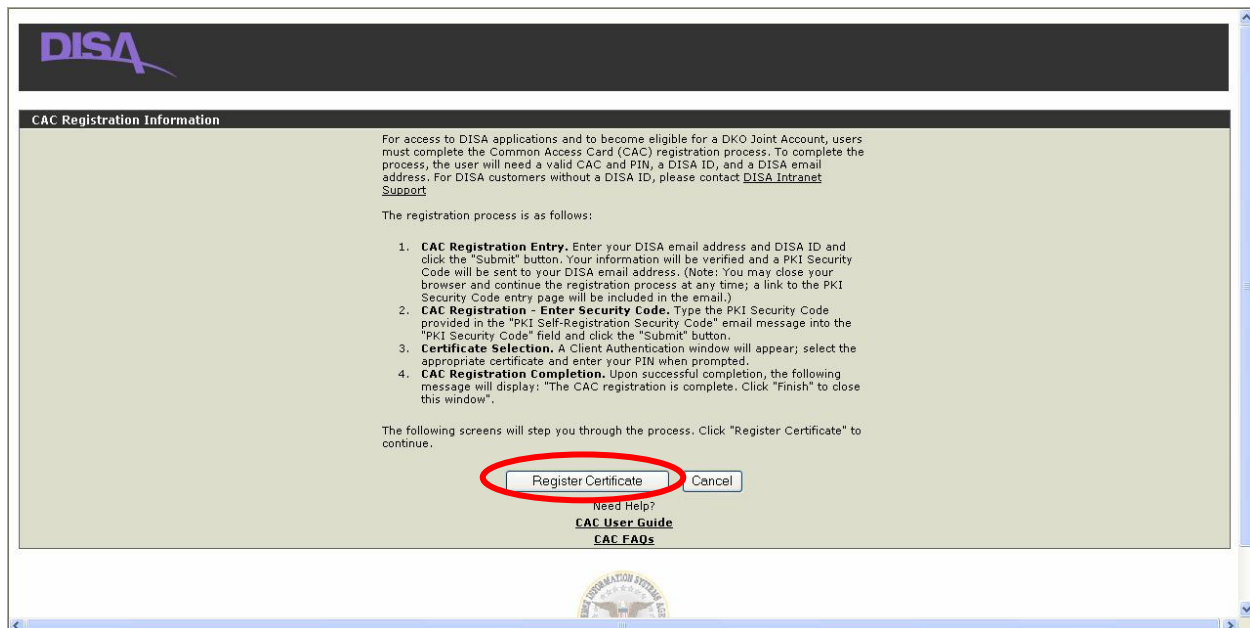 DISA
CAC Registration Information
For access to DISA applications and to become eligible for a DKO Joint Account, users
must complete the Common Access Card (CAC) registration process. To complete the
process, the user will need a valid CAC and PIN, a DISA ID, and a DISA email
address. For DISA customers without a DISA ID, please contact DISA Intranet
Support
The registration process is as follows:
1. CAC Registration Entry. Enter your DISA email address and DISA ID and
click the "Submit" button. Your information will be verified and a PKI Security
Code will be sent to your DISA email address. (Note: You may close your
browser and continue the registration process at any time; a link to the PKI
Security Code entry page will be included in the email.)
2. CAC Registration - Enter Security Code. Type the PKI Security Code
provided in the "PKI Self-Registration Security Code" email message into the
"PKI Security Code" field and click the "Submit" button.
3. Certificate Selection. A Client Authentication window will appear; select the
appropriate certificate and enter your PIN when prompted.
4. CAC Registration Completion. Upon successful completion, the following
message will display: "The CAC registration is complete. Click "Finish" to close
this window".
The following screens will step you through the process. Click "Register Certificate" to
continue.
Register Certificate Cancel
Need Help?
CAC User Guide
CAC FAQs
INFORMATION SYSTEMS